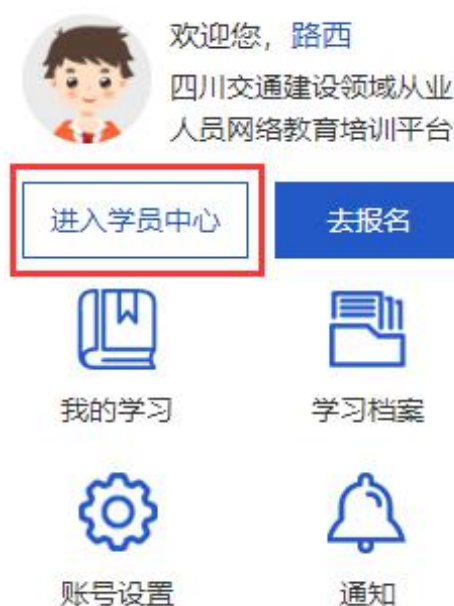 欢迎您，路西
四川交通建设领域从业
人员网络教育培训平台
进入学员中心 去报名
我的学习 学习档案
账号设置 通知